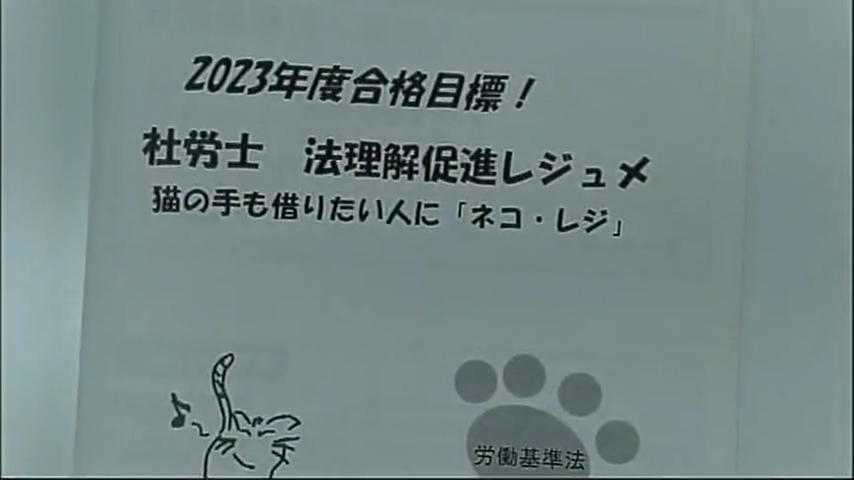 2023年度合格目標！
社労士　法理解促進レジュメ
猫の手も借りたい人に「ネコ・レジ」
労働基準法